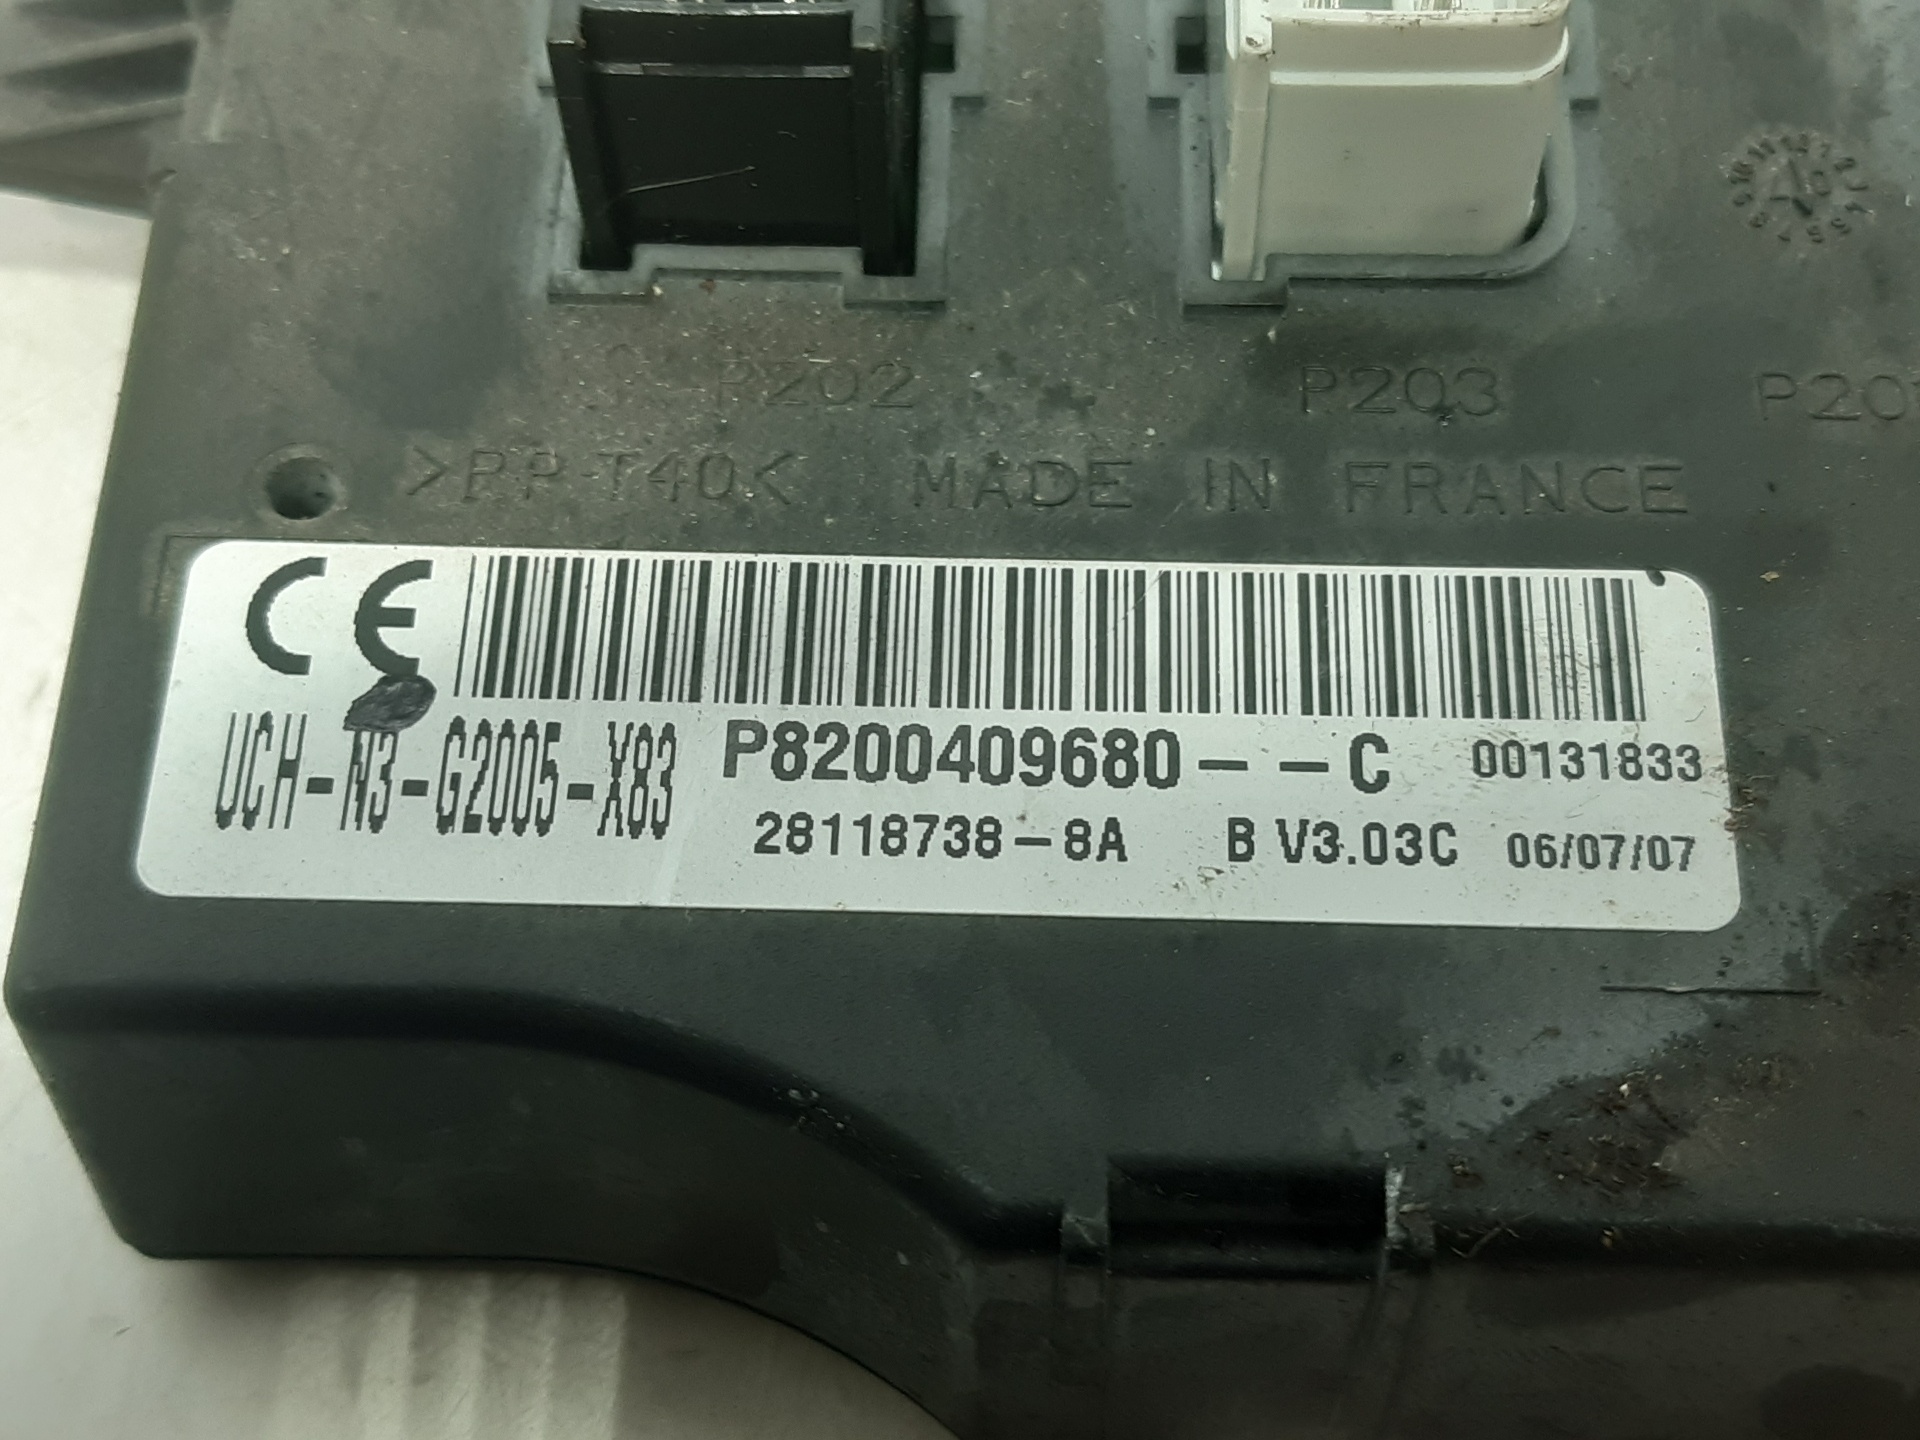 P202 P203 P20
>PP-T40< MADE IN FRANCE
CE
UCH-N3-G2005-X83 P8200409680--C 00131833
28118738-8A B V3.03C 06/07/07